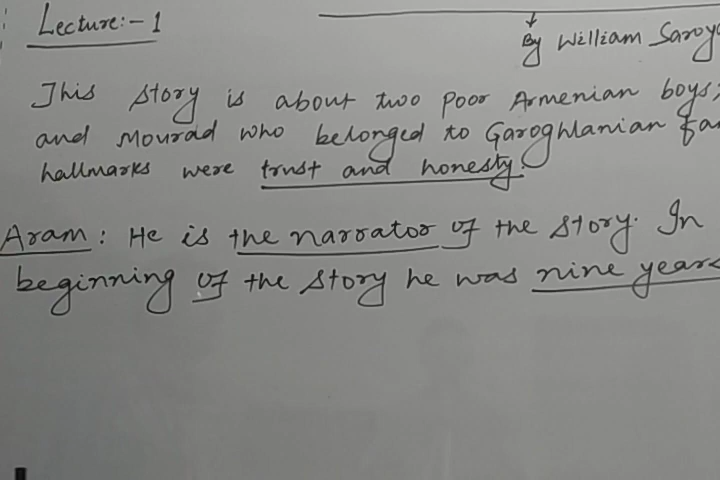 Lecture:- 1
By William
This story is about two poor Armenian boys,
and Mourad who belonged to Garoghlanian
hallmarks were trust and honesty.
Aram: He is the narrator of the story. In
beginning of the story he was nine years